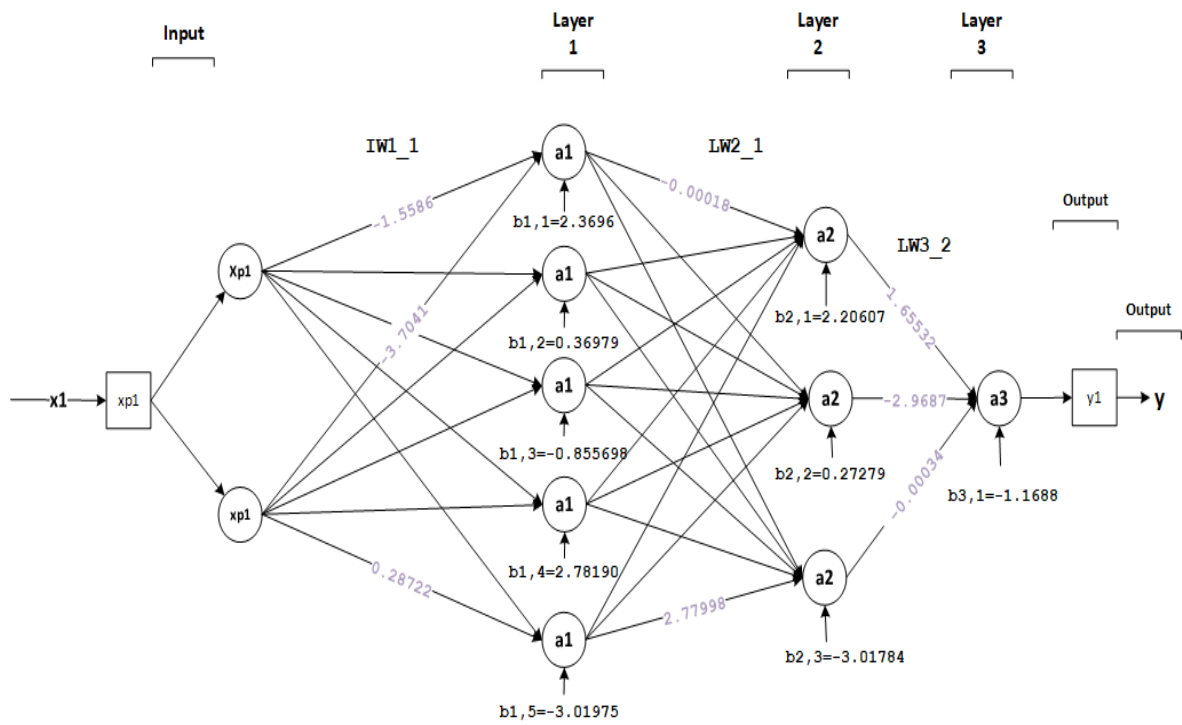 Input
Layer
1
Layer
2
Layer
3
IW1_1
LW2_1
LW3_2
Output
Output
a1
-1.5586
-0.00018
b1,1=2.3696
Xp1
a1
a2
b1,2=0.36979
b2,1=2.20607
1.65532
-3.7041
x1
xp1
a1
a2
-2.9687
a3
y1
y
b1,3=-0.855698
b2,2=0.27279
b3,1=-1.1688
-0.00034
xp1
a1
b1,4=2.78190
a2
0.28722
2.77998
a1
b2,3=-3.01784
b1,5=-3.01975